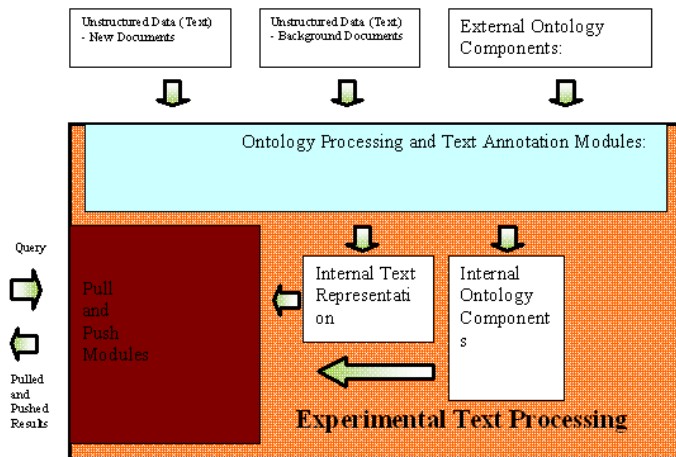 Unstructured Data (Text)
- New Documents
Unstructured Data (Text)
- Background Documents
External Ontology
Components:
Ontology Processing and Text Annotation Modules:
Query
Pull
and
Push
Modules
Internal Text
Representati
on
Internal
Ontology
Component
s
Pulled
and
Pushed
Results
Experimental Text Processing